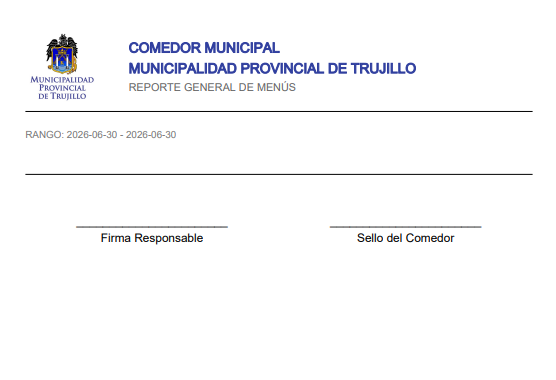 COMEDOR MUNICIPAL
MUNICIPALIDAD PROVINCIAL DE TRUJILLO
REPORTE GENERAL DE MENÚS
MUNICIPALIDAD
PROVINCIAL
DE TRUJILLO
RANGO: 2026-06-30 - 2026-06-30
Firma Responsable
Sello del Comedor